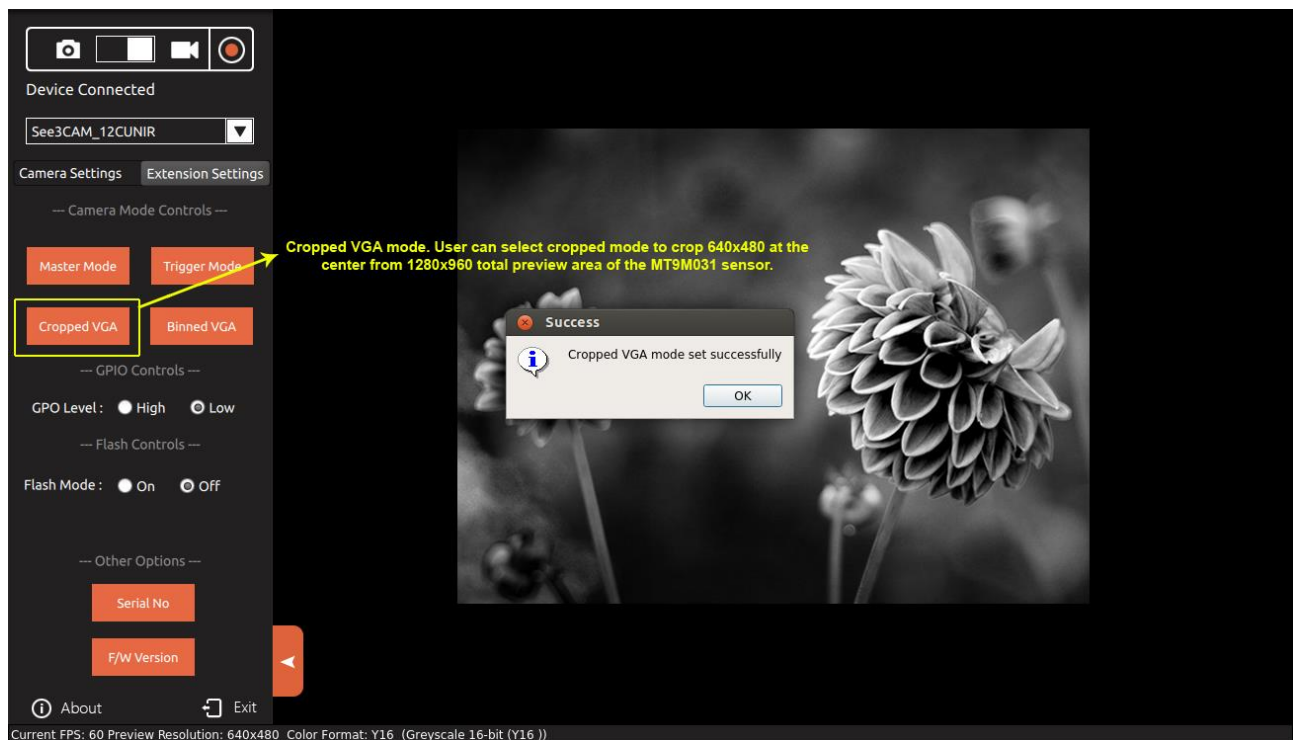 Device Connected
See3CAM_12CUNIR
Camera Settings Extension Settings
--- Camera Mode Controls ---
Master Mode Trigger Mode
Cropped VGA Binned VGA
--- GPIO Controls ---
GPO Level : High Low
--- Flash Controls ---
Flash Mode : On Off
--- Other Options ---
Serial No
F/W Version
About Exit
Cropped VGA mode. User can select cropped mode to crop 640x480 at the
center from 1280x960 total preview area of the MT9M031 sensor.
Success
Cropped VGA mode set successfully
OK
Current FPS: 60 Preview Resolution: 640x480 Color Format: Y16 (Greyscale 16-bit (Y16 ))